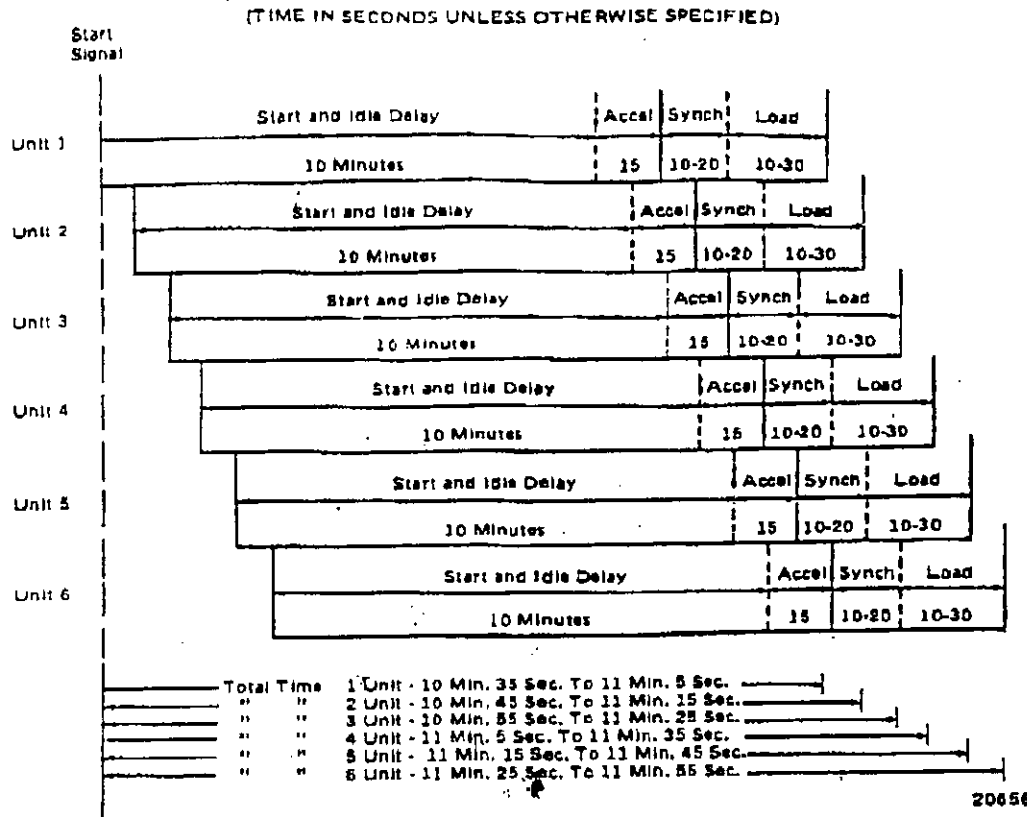 (TIME IN SECONDS UNLESS OTHERWISE SPECIFIED)
Start
Signal
Start and Idle Delay Accel Synch Load
Unit 1
10 Minutes 15 10-20 10-30
Start and Idle Delay Accel Synch Load
Unit 2
10 Minutes 15 10-20 10-30
Start and Idle Delay Accel Synch Load
Unit 3
10 Minutes 15 10-20 10-30
Start and Idle Delay Accel Synch Load
Unit 4
10 Minutes 15 10-20 10-30
Start and Idle Delay Accel Synch Load
Unit 5
10 Minutes 15 10-20 10-30
Start and Idle Delay Accel Synch Load
Unit 6
10 Minutes 15 10-20 10-30
Total Time 1 Unit - 10 Min. 35 Sec. To 11 Min. 5 Sec.
" " 2 Unit - 10 Min. 45 Sec. To 11 Min. 15 Sec.
" " 3 Unit - 10 Min. 55 Sec. To 11 Min. 25 Sec.
" " 4 Unit - 11 Min. 5 Sec. To 11 Min. 35 Sec.
" " 5 Unit - 11 Min. 15 Sec. To 11 Min. 45 Sec.
" " 6 Unit - 11 Min. 25 Sec. To 11 Min. 55 Sec.
20656